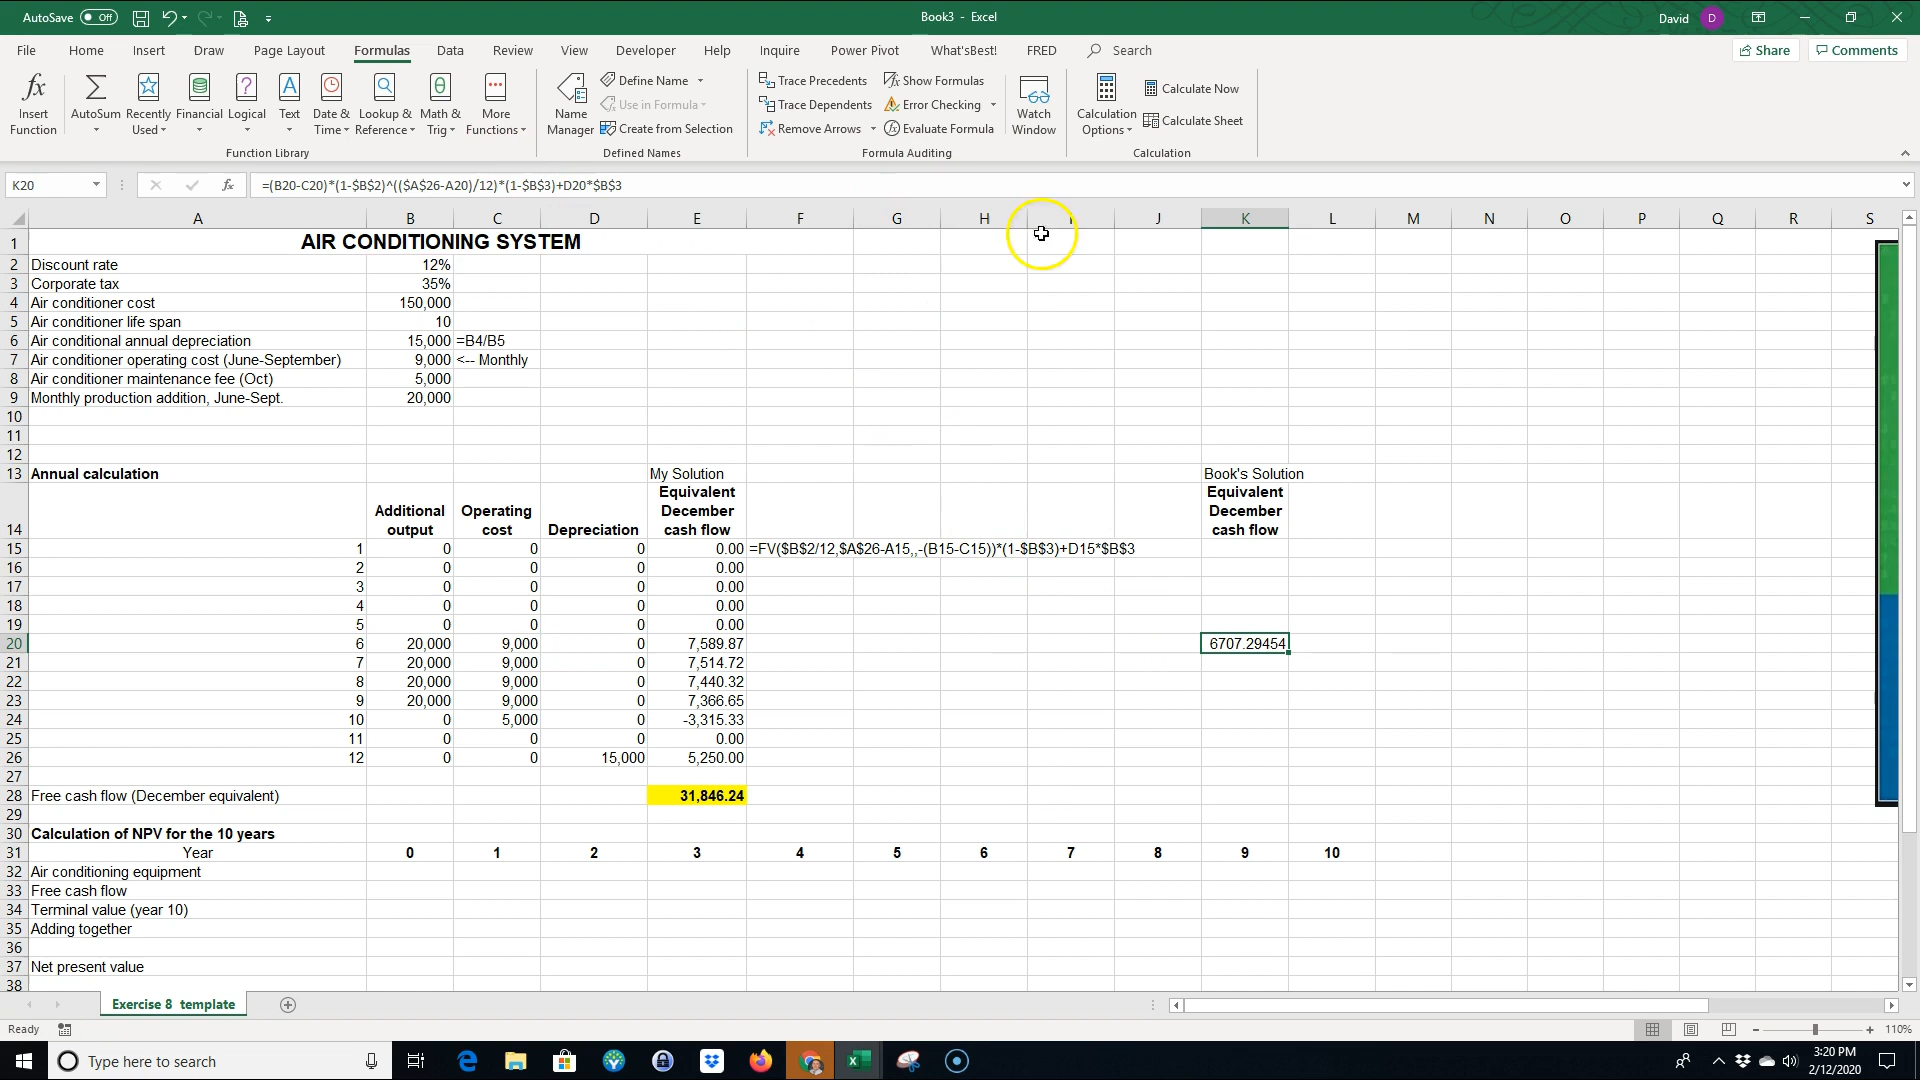 AutoSave Off Book3 - Excel David D
File Home Insert Draw Page Layout Formulas Data Review View Developer Help Inquire Power Pivot What'sBest! FRED Search Share Comments
Insert Function AutoSum Recently Used Financial Logical Text Date & Time Lookup & Reference Math & Trig More Functions
Function Library
Name Manager Define Name Use in Formula Create from Selection
Defined Names
Trace Precedents Trace Dependents Remove Arrows Show Formulas Error Checking Evaluate Formula Watch Window
Formula Auditing
Calculation Options Calculate Now Calculate Sheet
Calculation
K20 fx =(B20-C20)*(1-$B$2)^(($A$26-A20)/12)*(1-$B$3)+D20*$B$3
A B C D E F G H I J K L M N O P Q R S
1 AIR CONDITIONING SYSTEM
2 Discount rate 12%
3 Corporate tax 35%
4 Air conditioner cost 150,000
5 Air conditioner life span 10
6 Air conditional annual depreciation 15,000 =B4/B5
7 Air conditioner operating cost (June-September) 9,000 <-- Monthly
8 Air conditioner maintenance fee (Oct) 5,000
9 Monthly production addition, June-Sept. 20,000
10
11
12
13 Annual calculation My Solution Book's Solution
14 Additional output Operating cost Depreciation Equivalent December cash flow Equivalent December cash flow
15 1 0 0 0 0.00 =FV($B$2/12,$A$26-A15,,-(B15-C15))*(1-$B$3)+D15*$B$3
16 2 0 0 0 0.00
17 3 0 0 0 0.00
18 4 0 0 0 0.00
19 5 0 0 0 0.00
20 6 20,000 9,000 0 7,589.87 6707.29454
21 7 20,000 9,000 0 7,514.72
22 8 20,000 9,000 0 7,440.32
23 9 20,000 9,000 0 7,366.65
24 10 0 5,000 0 -3,315.33
25 11 0 0 0 0.00
26 12 0 0 15,000 5,250.00
27
28 Free cash flow (December equivalent) 31,846.24
29
30 Calculation of NPV for the 10 years
31 Year 0 1 2 3 4 5 6 7 8 9 10
32 Air conditioning equipment
33 Free cash flow
34 Terminal value (year 10)
35 Adding together
36
37 Net present value
38
Exercise 8 template
Ready 110%
Type here to search 3:20 PM
2/12/2020